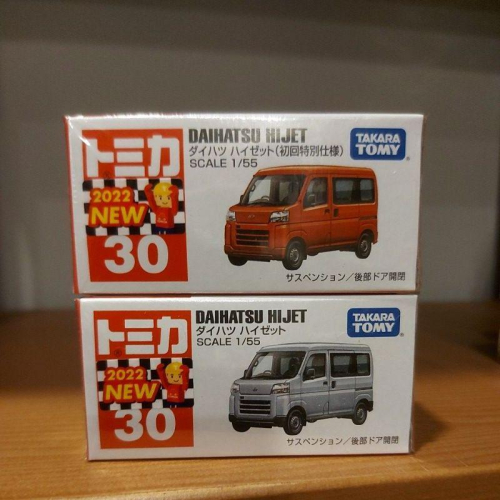 トミカ
2022
NEW
30
DAIHATSU HIJET
ダイハツ ハイゼット(初回特別仕様)
SCALE 1/55
TAKARA
TOMY
サスペンション/後部ドア開閉
トミカ
2022
NEW
30
DAIHATSU HIJET
ダイハツ ハイゼット
SCALE 1/55
TAKARA
TOMY
サスペンション/後部ドア開閉